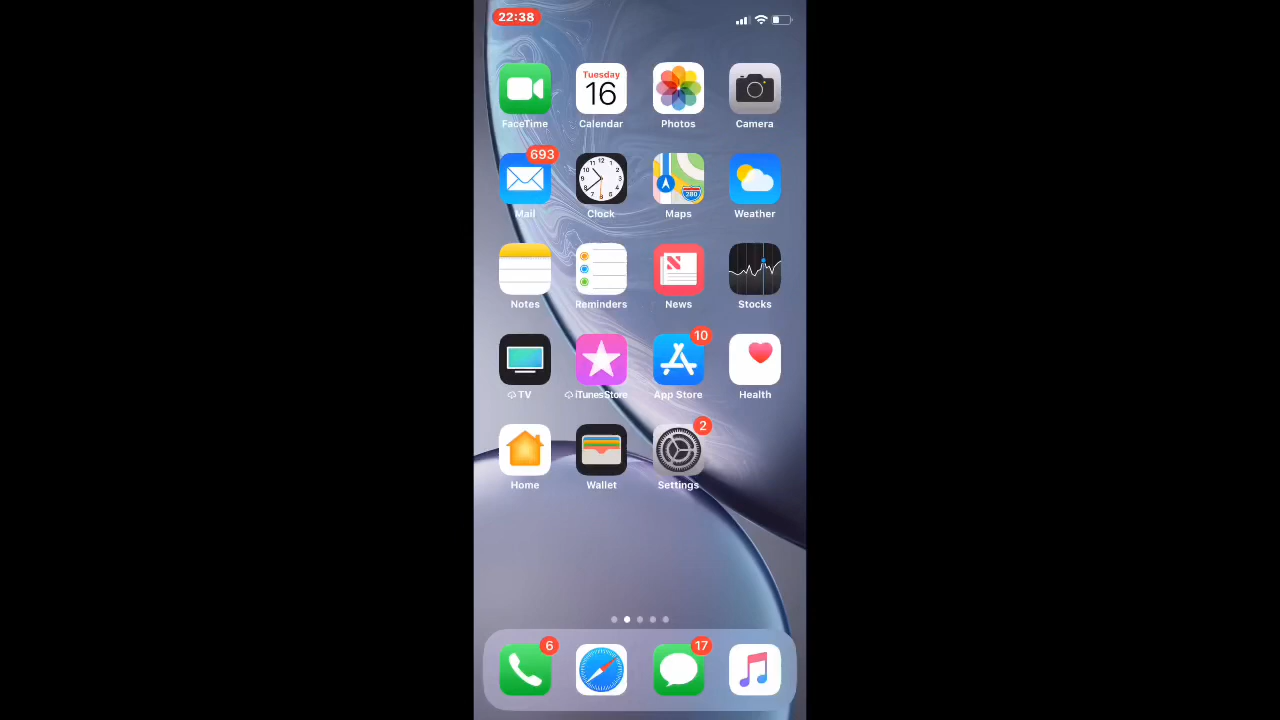 22:38
Tuesday
16
FaceTime
Calendar
Photos
Camera
693
Mail
Clock
Maps
Weather
280
Notes
Reminders
News
Stocks
10
TV
iTunes Store
App Store
Health
2
Home
Wallet
Settings
6
17